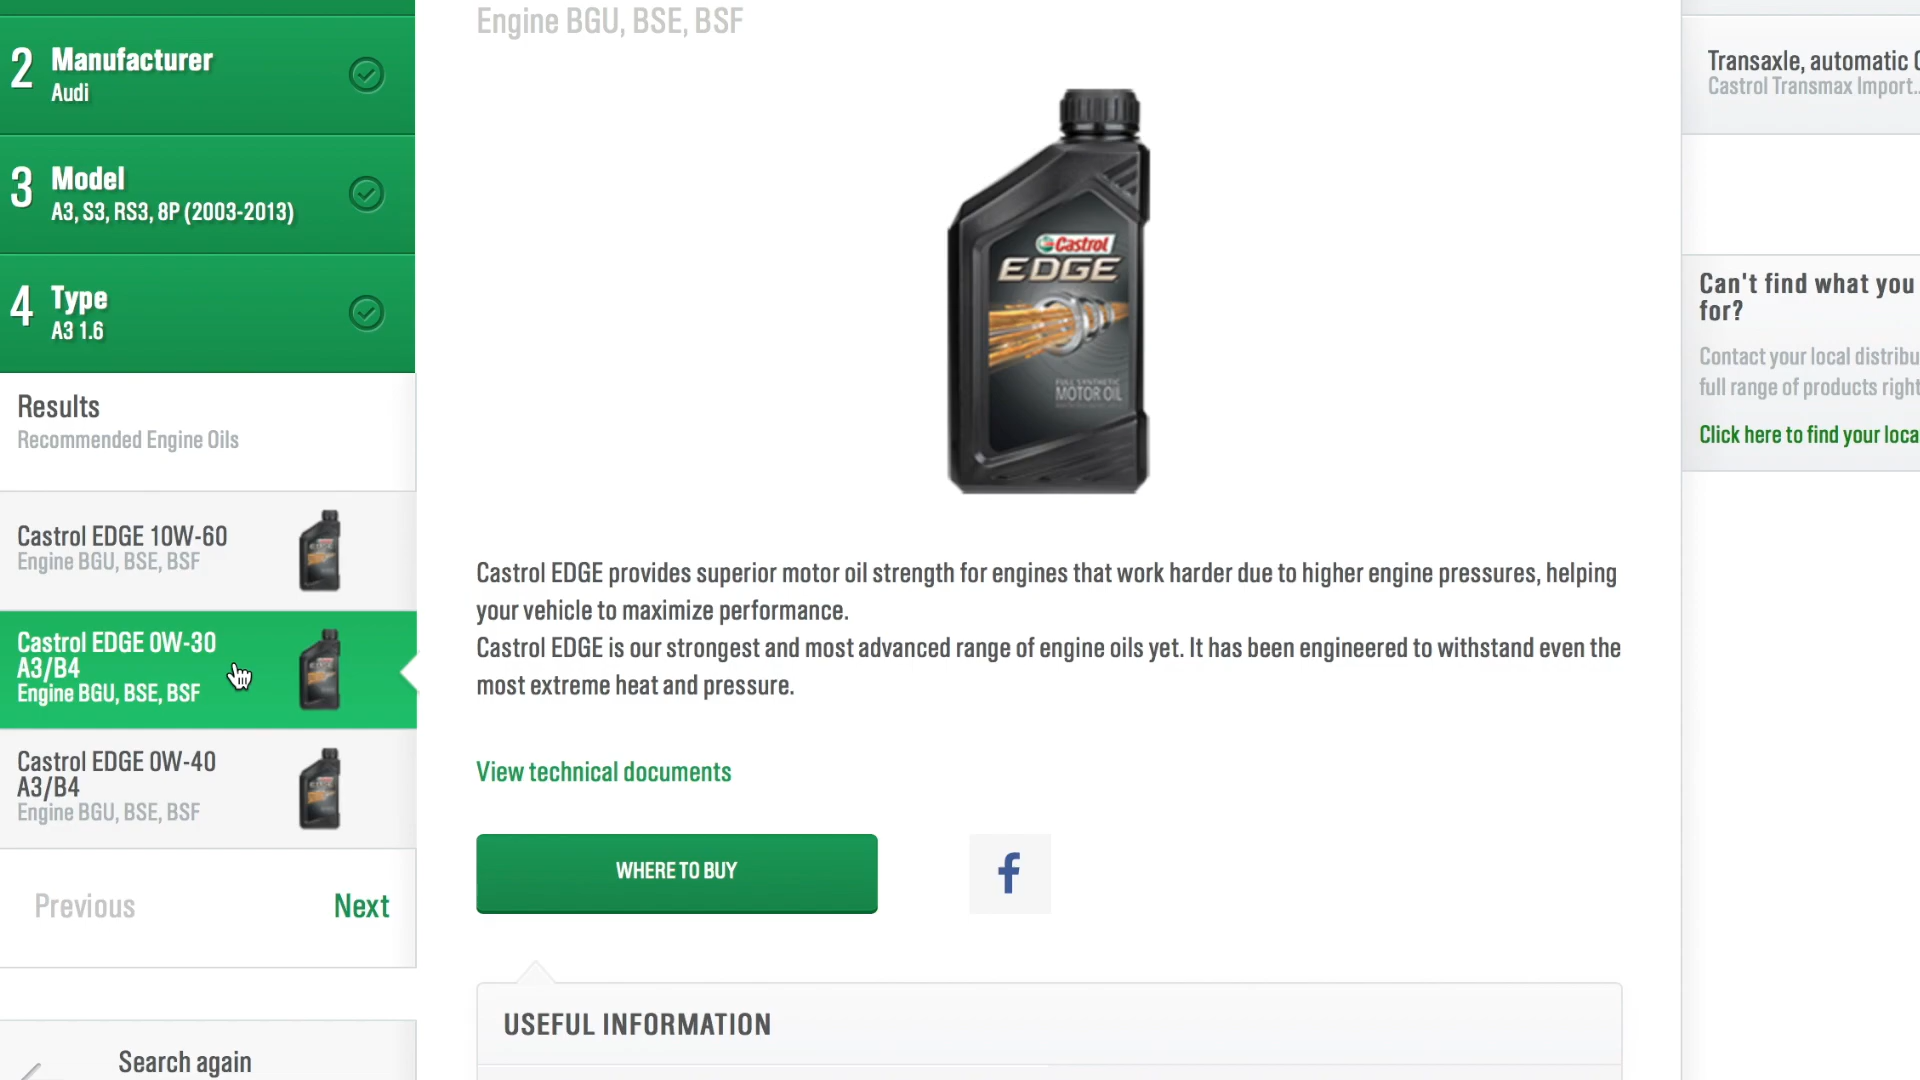 2 Manufacturer
Audi
3 Model
A3, S3, RS3, 8P (2003-2013)
4 Type
A3 1.6
Results
Recommended Engine Oils
Castrol EDGE 10W-60
Engine BGU, BSE, BSF
Castrol EDGE 0W-30
A3/B4
Engine BGU, BSE, BSF
Castrol EDGE 0W-40
A3/B4
Engine BGU, BSE, BSF
Previous
Next
Search again
Engine BGU, BSE, BSF
Castrol
EDGE
FULL SYNTHETIC
MOTOR OIL
Castrol EDGE provides superior motor oil strength for engines that work harder due to higher engine pressures, helping
your vehicle to maximize performance.
Castrol EDGE is our strongest and most advanced range of engine oils yet. It has been engineered to withstand even the
most extreme heat and pressure.
View technical documents
WHERE TO BUY
f
USEFUL INFORMATION
Transaxle, automatic
Castrol Transmax Import...
Can't find what you
for?
Contact your local distribu
full range of products right
Click here to find your loca